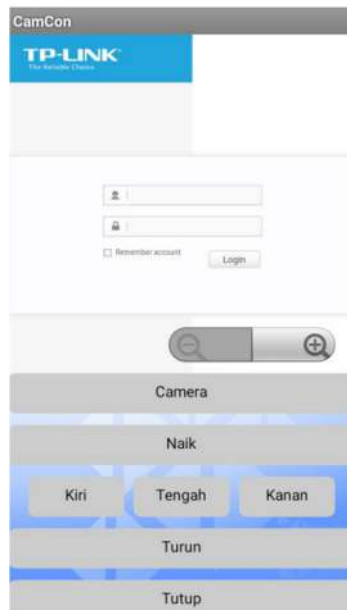 CamCon
TP-LINK
The Reliable Choice
Remember account
Login
Camera
Naik
Kiri Tengah Kanan
Turun
Tutup